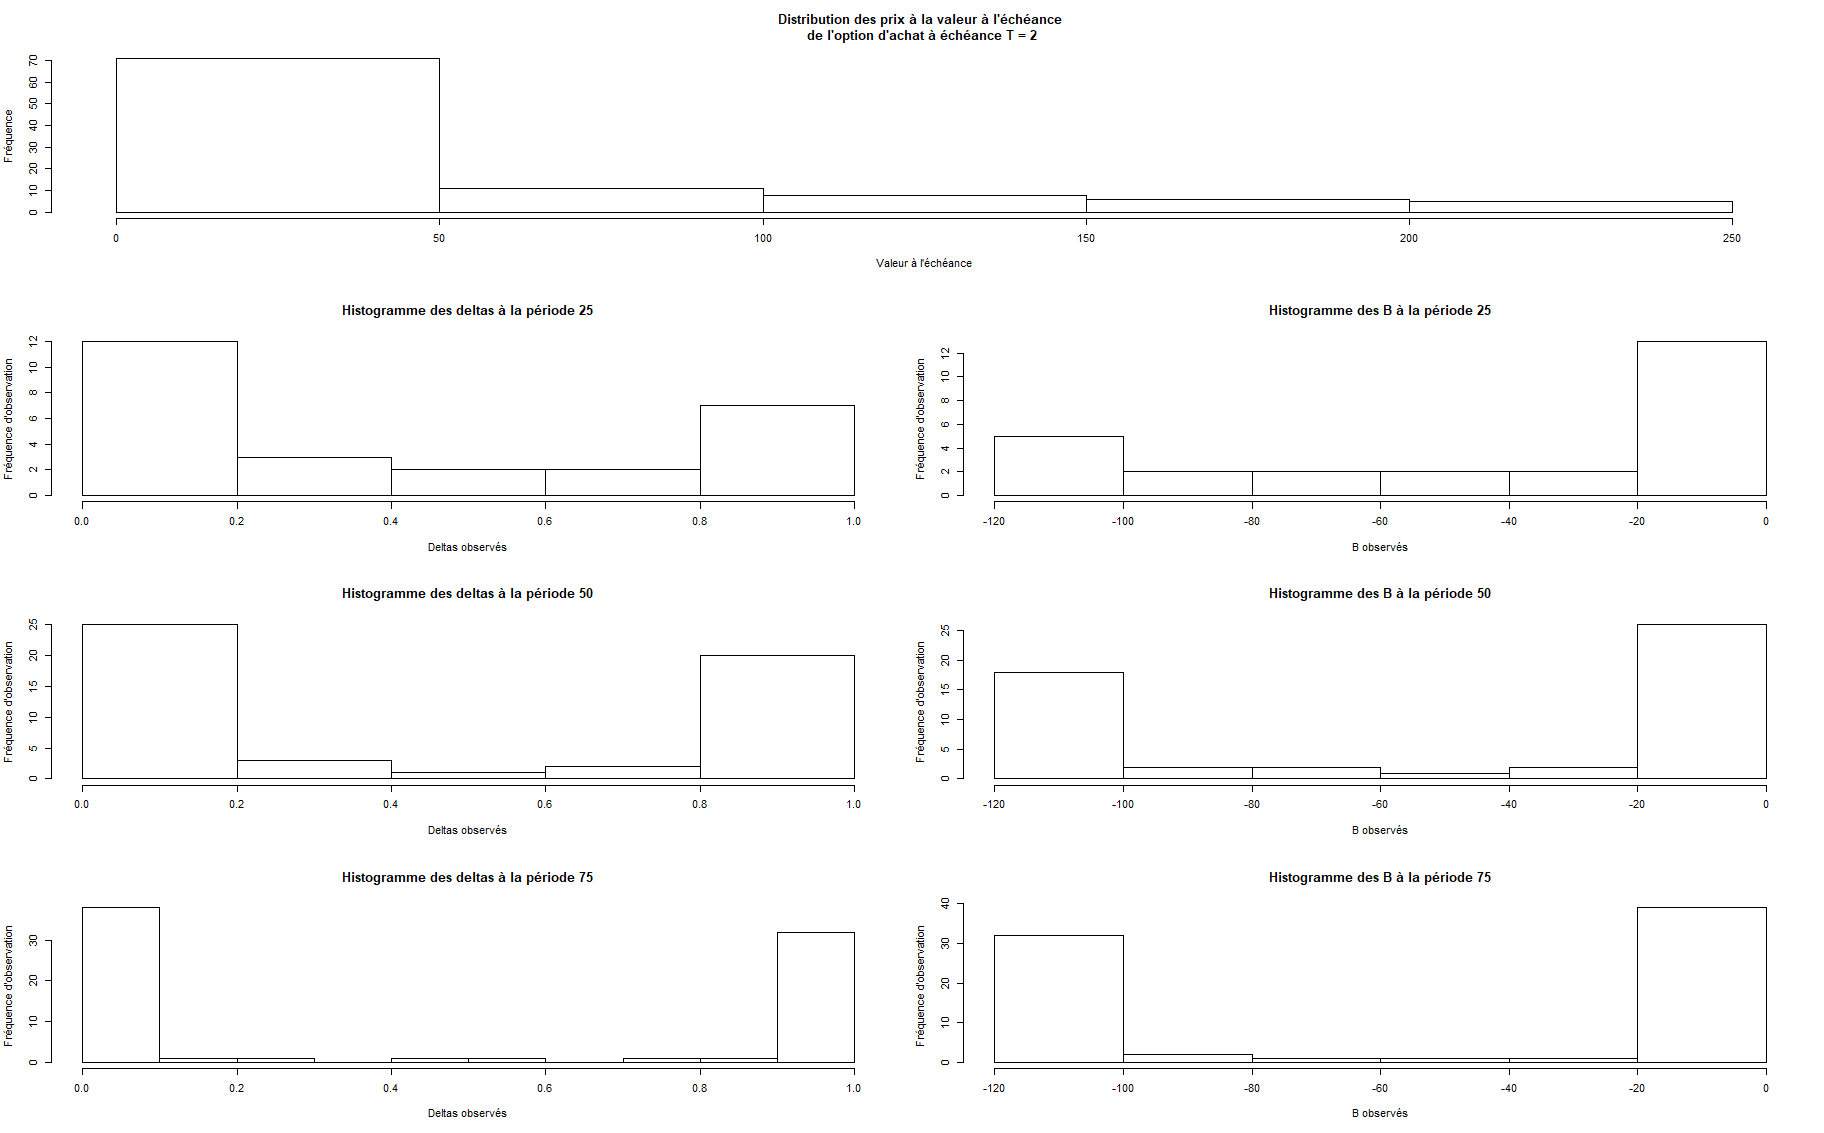 Distribution des prix à la valeur à l'échéance
de l'option d'achat à échéance T = 2
Fréquence
0 10 20 30 40 50 60 70
0 50 100 150 200 250
Valeur à l'échéance
Histogramme des deltas à la période 25
Fréquence d'observation
0 2 4 6 8 10 12
0.0 0.2 0.4 0.6 0.8 1.0
Deltas observés
Histogramme des B à la période 25
Fréquence d'observation
0 2 4 6 8 10 12
-120 -100 -80 -60 -40 -20 0
B observés
Histogramme des deltas à la période 50
Fréquence d'observation
0 5 10 15 20 25
0.0 0.2 0.4 0.6 0.8 1.0
Deltas observés
Histogramme des B à la période 50
Fréquence d'observation
0 5 10 15 20 25
-120 -100 -80 -60 -40 -20 0
B observés
Histogramme des deltas à la période 75
Fréquence d'observation
0 10 20 30
0.0 0.2 0.4 0.6 0.8 1.0
Deltas observés
Histogramme des B à la période 75
Fréquence d'observation
0 10 20 30 40
-120 -100 -80 -60 -40 -20 0
B observés